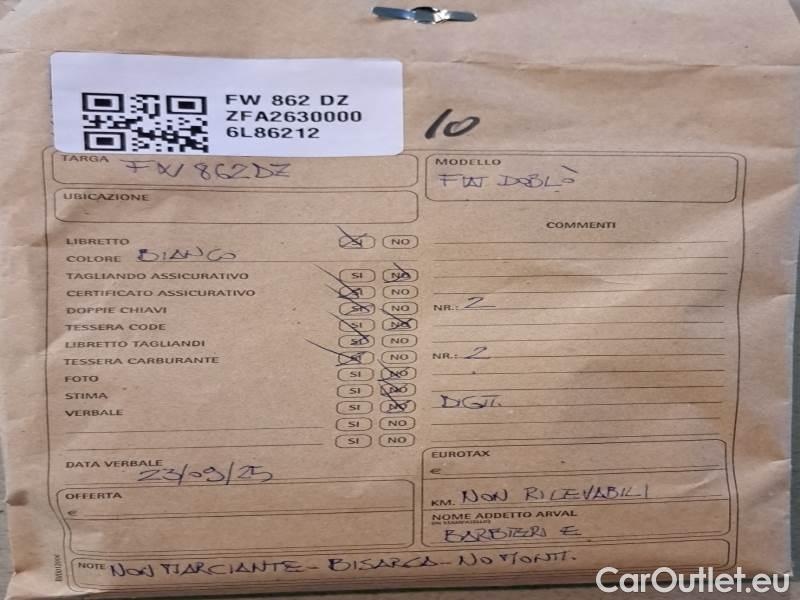 FW 862 DZ
ZFA2630000
6L86212
10
TARGA FW 862DZ
MODELLO
FIAT DOBLÒ
UBICAZIONE
COMMENTI
LIBRETTO SI NO
COLORE BIANCO
TAGLIANDO ASSICURATIVO SI NO
CERTIFICATO ASSICURATIVO SI NO
DOPPIE CHIAVI SI NO NR.: 2
TESSERA CODE SI NO
LIBRETTO TAGLIANDI SI NO
TESSERA CARBURANTE SI NO NR.: 2
FOTO SI NO
STIMA SI NO
VERBALE SI NO DIGIT.
SI NO
SI NO
DATA VERBALE 23/09/25
EUROTAX
€
OFFERTA
€
KM. NON RILEVABILI
NOME ADDETTO ARVAL
BARBIERI E
NOTE NON MARCIANTE - BISARCA - NO
CarOutlet.eu